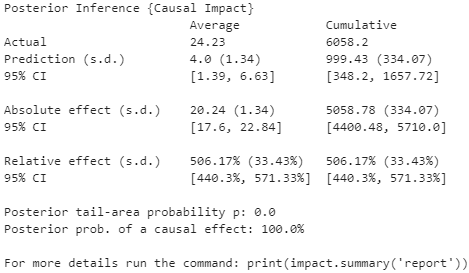 Posterior Inference {Causal Impact}
                         Average            Cumulative
Actual                   24.23              6058.2
Prediction (s.d.)        4.0 (1.34)         999.43 (334.07)
95% CI                   [1.39, 6.63]       [348.2, 1657.72]

Absolute effect (s.d.)   20.24 (1.34)       5058.78 (334.07)
95% CI                   [17.6, 22.84]      [4400.48, 5710.0]

Relative effect (s.d.)   506.17% (33.43%)   506.17% (33.43%)
95% CI                   [440.3%, 571.33%]  [440.3%, 571.33%]

Posterior tail-area probability p: 0.0
Posterior prob. of a causal effect: 100.0%

For more details run the command: print(impact.summary('report'))